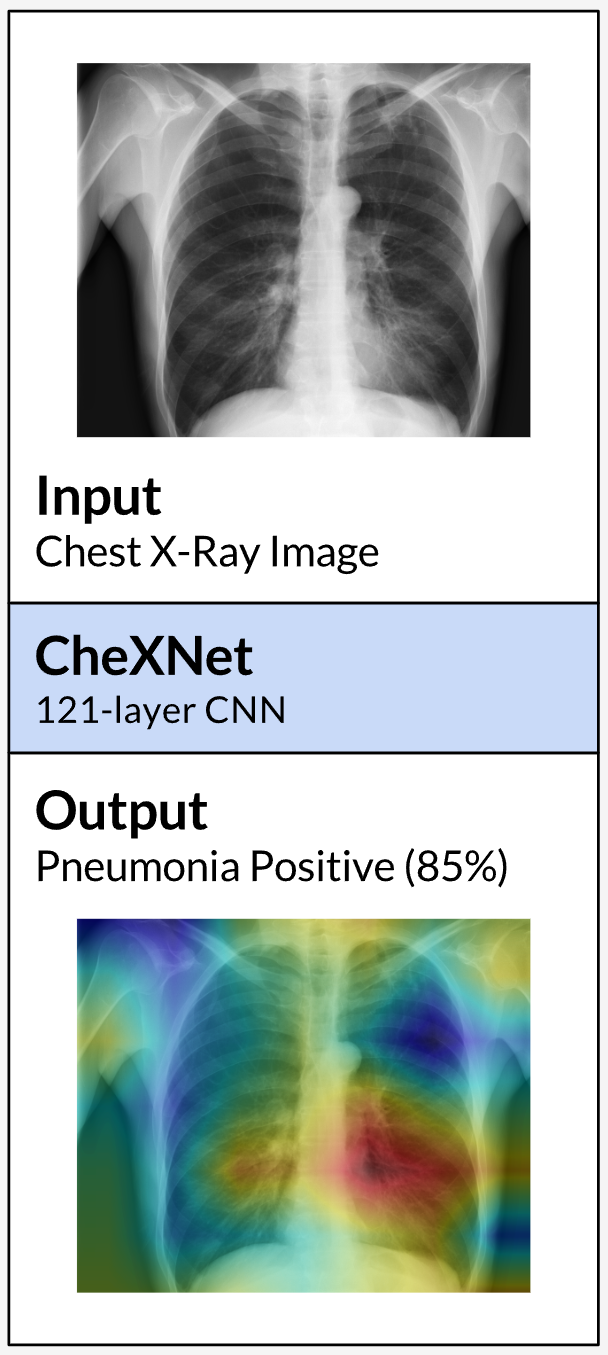 Input
Chest X-Ray Image
CheXNet
121-layer CNN
Output
Pneumonia Positive (85%)